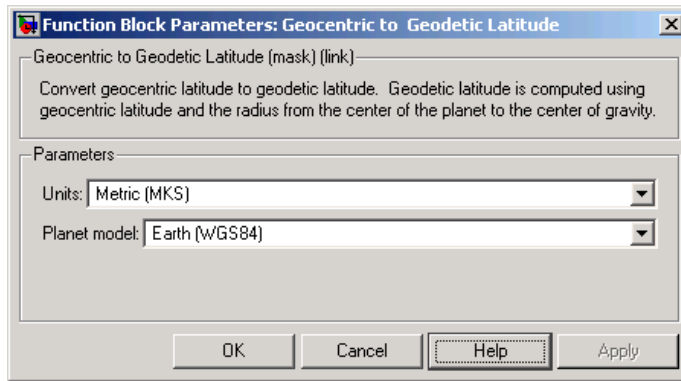 Function Block Parameters: Geocentric to Geodetic Latitude
Geocentric to Geodetic Latitude (mask) (link)
Convert geocentric latitude to geodetic latitude. Geodetic latitude is computed using
geocentric latitude and the radius from the center of the planet to the center of gravity.
Parameters
Units: Metric (MKS)
Planet model: Earth (WGS84)
OK Cancel Help Apply